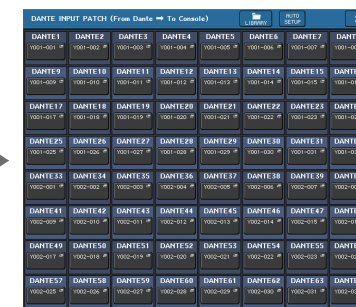 DANTE INPUT PATCH (From Dante ➡ To Console)
LIBRARY
AUTO SETUP
DANTE1 DANTE2 DANTE3 DANTE4 DANTE5 DANTE6 DANTE7
Y001-001 Y001-002 Y001-003 Y001-004 Y001-005 Y001-006 Y001-007
DANTE9 DANTE10 DANTE11 DANTE12 DANTE13 DANTE14 DANTE15
Y001-009 Y001-010 Y001-011 Y001-012 Y001-013 Y001-014 Y001-015
DANTE17 DANTE18 DANTE19 DANTE20 DANTE21 DANTE22 DANTE23
Y001-017 Y001-018 Y001-019 Y001-020 Y001-021 Y001-022 Y001-023
DANTE25 DANTE26 DANTE27 DANTE28 DANTE29 DANTE30 DANTE31
Y001-025 Y001-026 Y001-027 Y001-028 Y001-029 Y001-030 Y001-031
DANTE33 DANTE34 DANTE35 DANTE36 DANTE37 DANTE38 DANTE39
Y002-001 Y002-002 Y002-003 Y002-004 Y002-005 Y002-006 Y002-007
DANTE41 DANTE42 DANTE43 DANTE44 DANTE45 DANTE46 DANTE47
Y002-009 Y002-010 Y002-011 Y002-012 Y002-013 Y002-014 Y002-015
DANTE49 DANTE50 DANTE51 DANTE52 DANTE53 DANTE54 DANTE55
Y002-017 Y002-018 Y002-019 Y002-020 Y002-021 Y002-022 Y002-023
DANTE57 DANTE58 DANTE59 DANTE60 DANTE61 DANTE62 DANTE63
Y002-025 Y002-026 Y002-027 Y002-028 Y002-029 Y002-030 Y002-031